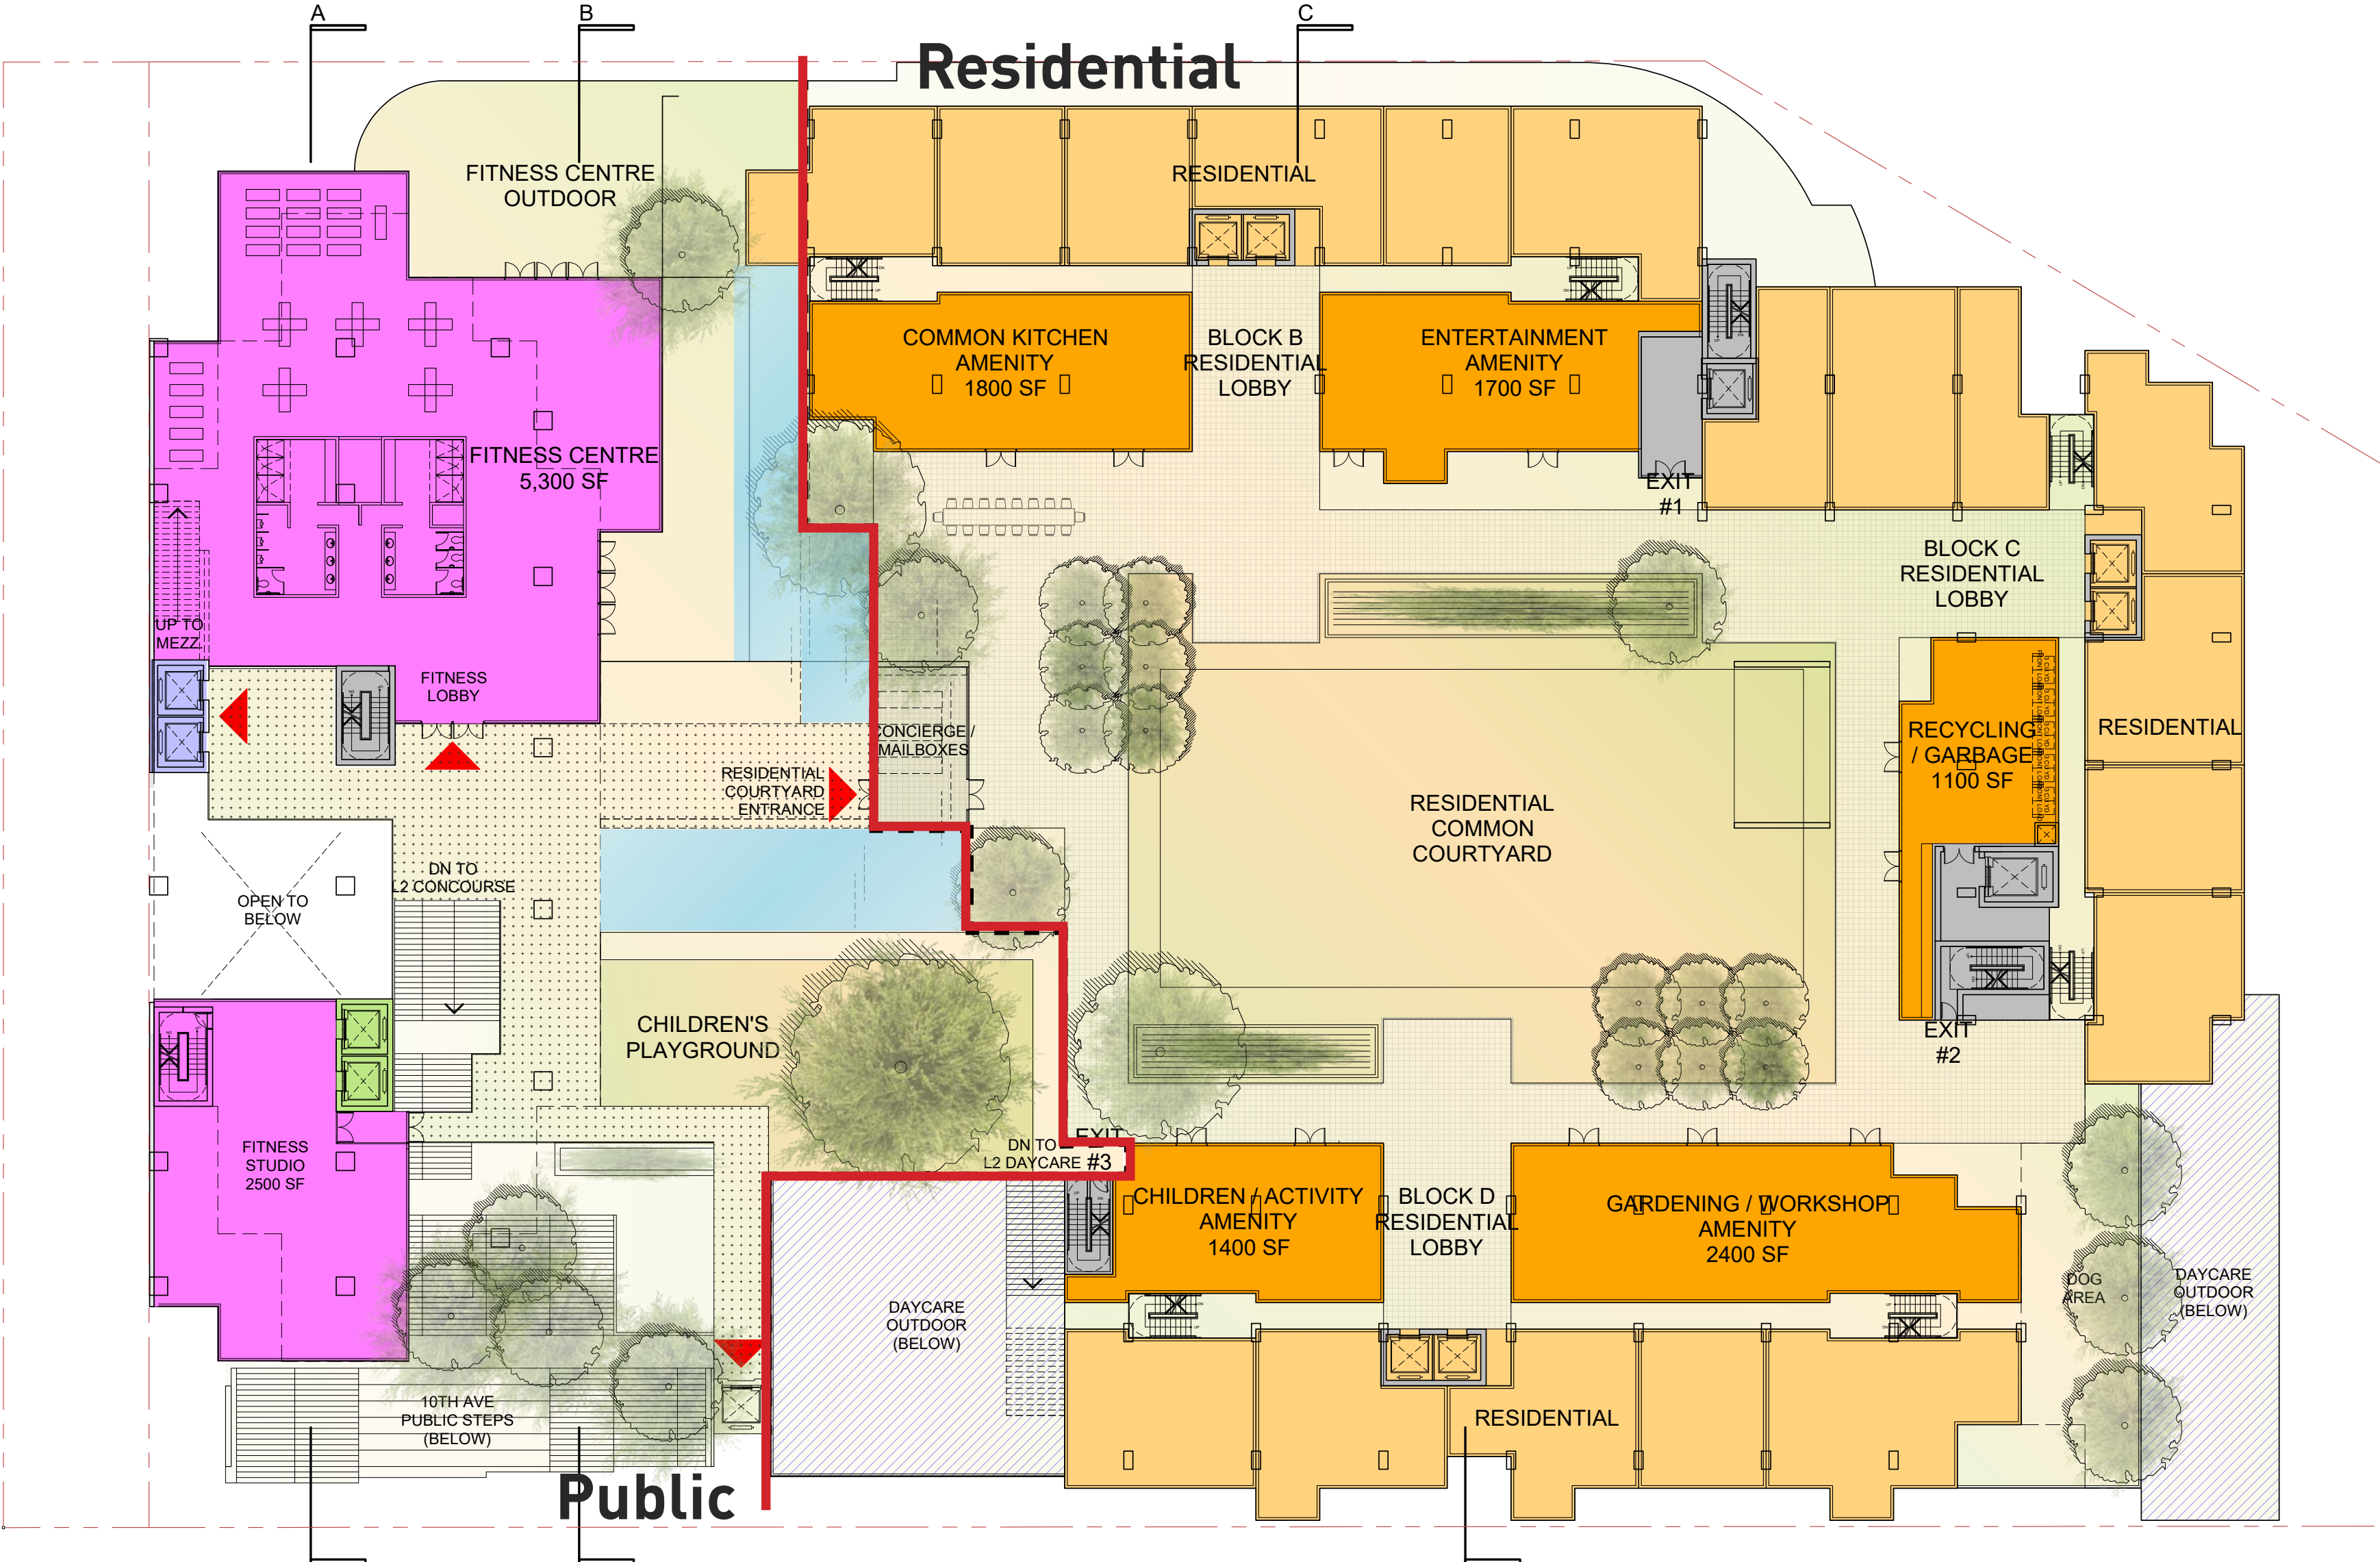 A
B
C
Residential
FITNESS CENTRE
OUTDOOR
RESIDENTIAL
COMMON KITCHEN
AMENITY
1800 SF
BLOCK B
RESIDENTIAL
LOBBY
ENTERTAINMENT
AMENITY
1700 SF
FITNESS CENTRE
5,300 SF
EXIT
#1
BLOCK C
RESIDENTIAL
LOBBY
UP TO
MEZZ
FITNESS
LOBBY
CONCIERGE /
MAILBOXES
RESIDENTIAL
COURTYARD
ENTRANCE
RECYCLING
/ GARBAGE
1100 SF
RESIDENTIAL
RESIDENTIAL
COMMON
COURTYARD
DN TO
L2 CONCOURSE
OPEN TO
BELOW
CHILDREN'S
PLAYGROUND
EXIT
#2
FITNESS
STUDIO
2500 SF
DN TO
L2 DAYCARE
EXIT
#3
CHILDREN / ACTIVITY
AMENITY
1400 SF
BLOCK D
RESIDENTIAL
LOBBY
GARDENING / WORKSHOP
AMENITY
2400 SF
DOG
AREA
DAYCARE
OUTDOOR
(BELOW)
DAYCARE
OUTDOOR
(BELOW)
10TH AVE
PUBLIC STEPS
(BELOW)
RESIDENTIAL
Public